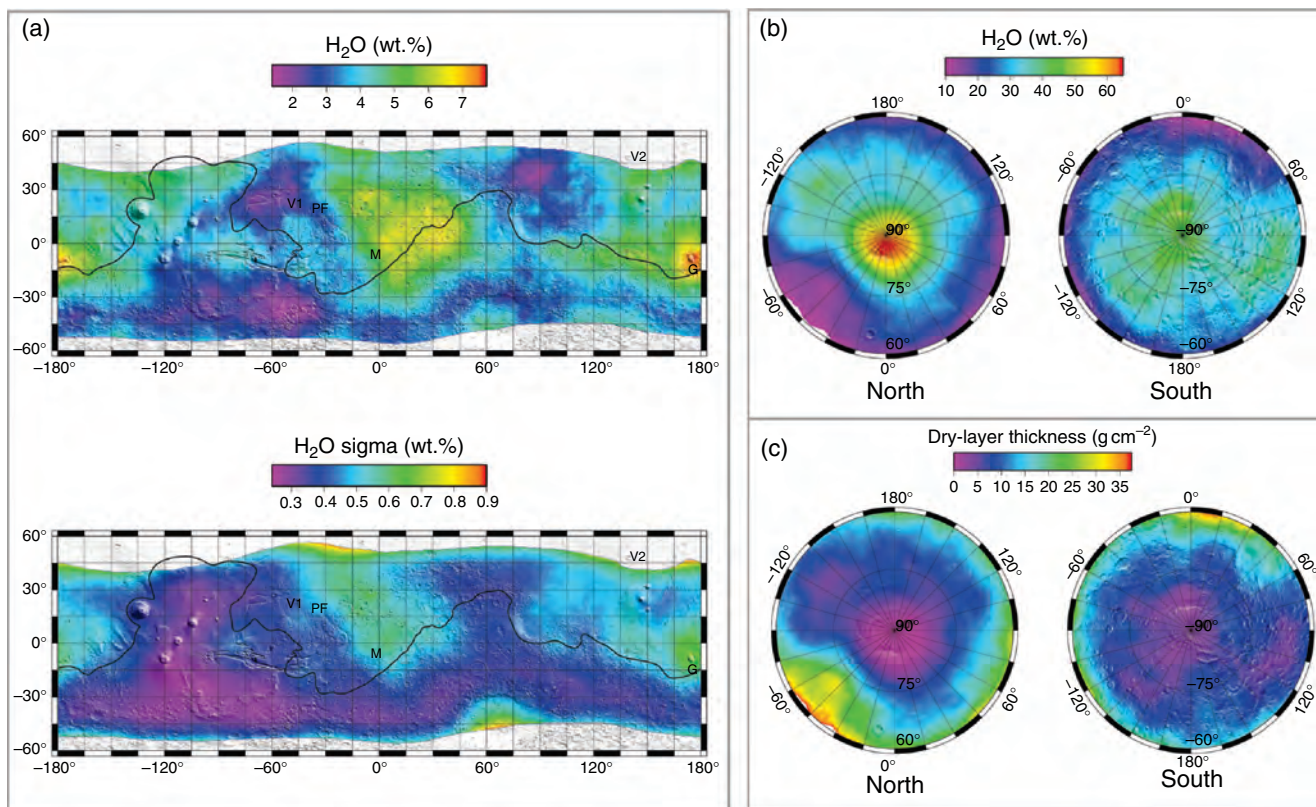 (a)
H₂O (wt.%)
2 3 4 5 6 7
60°
30°
0°
−30°
−60°
V2
V1 PF
M
G
−180° −120° −60° 0° 60° 120° 180°
H₂O sigma (wt.%)
0.3 0.4 0.5 0.6 0.7 0.8 0.9
60°
30°
0°
−30°
−60°
V2
V1 PF
M
G
−180° −120° −60° 0° 60° 120° 180°
(b)
H₂O (wt.%)
10 20 30 40 50 60
180°
−120° 120°
90°
75°
−60° 60°
60°
0°
North
0°
−60° 60°
−90°
−75°
−120° 120°
−60°
180°
South
(c)
Dry-layer thickness (g cm⁻²)
0 5 10 15 20 25 30 35
180°
−120° 120°
90°
75°
−60° 60°
60°
0°
North
0°
−60° 60°
−90°
−75°
−120° 120°
−60°
180°
South